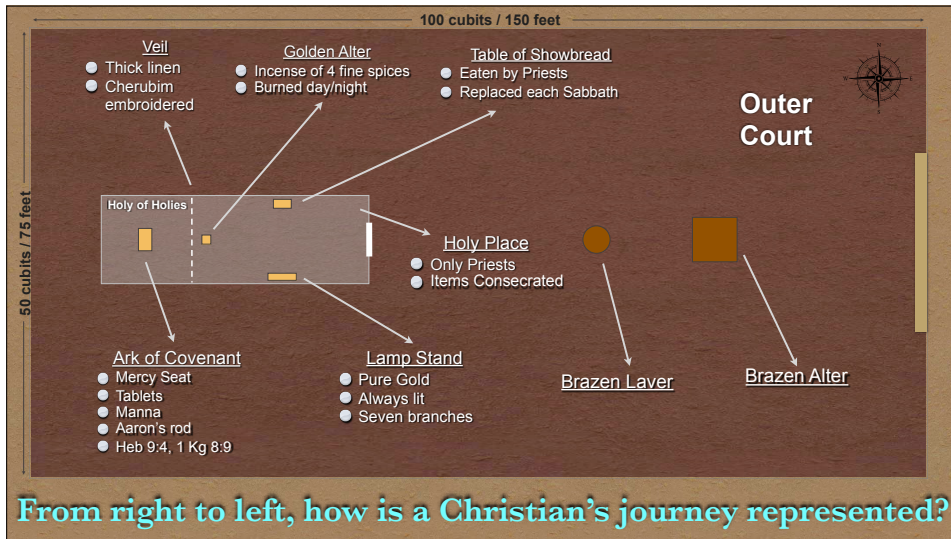 100 cubits / 150 feet
50 cubits / 75 feet
Veil
Thick linen
Cherubim
embroidered
Golden Alter
Incense of 4 fine spices
Burned day/night
Table of Showbread
Eaten by Priests
Replaced each Sabbath
N
W
E
S
Outer
Court
Holy of Holies
Holy Place
Only Priests
Items Consecrated
Ark of Covenant
Mercy Seat
Tablets
Manna
Aaron's rod
Heb 9:4, 1 Kg 8:9
Lamp Stand
Pure Gold
Always lit
Seven branches
Brazen Laver
Brazen Alter
From right to left, how is a Christian's journey represented?